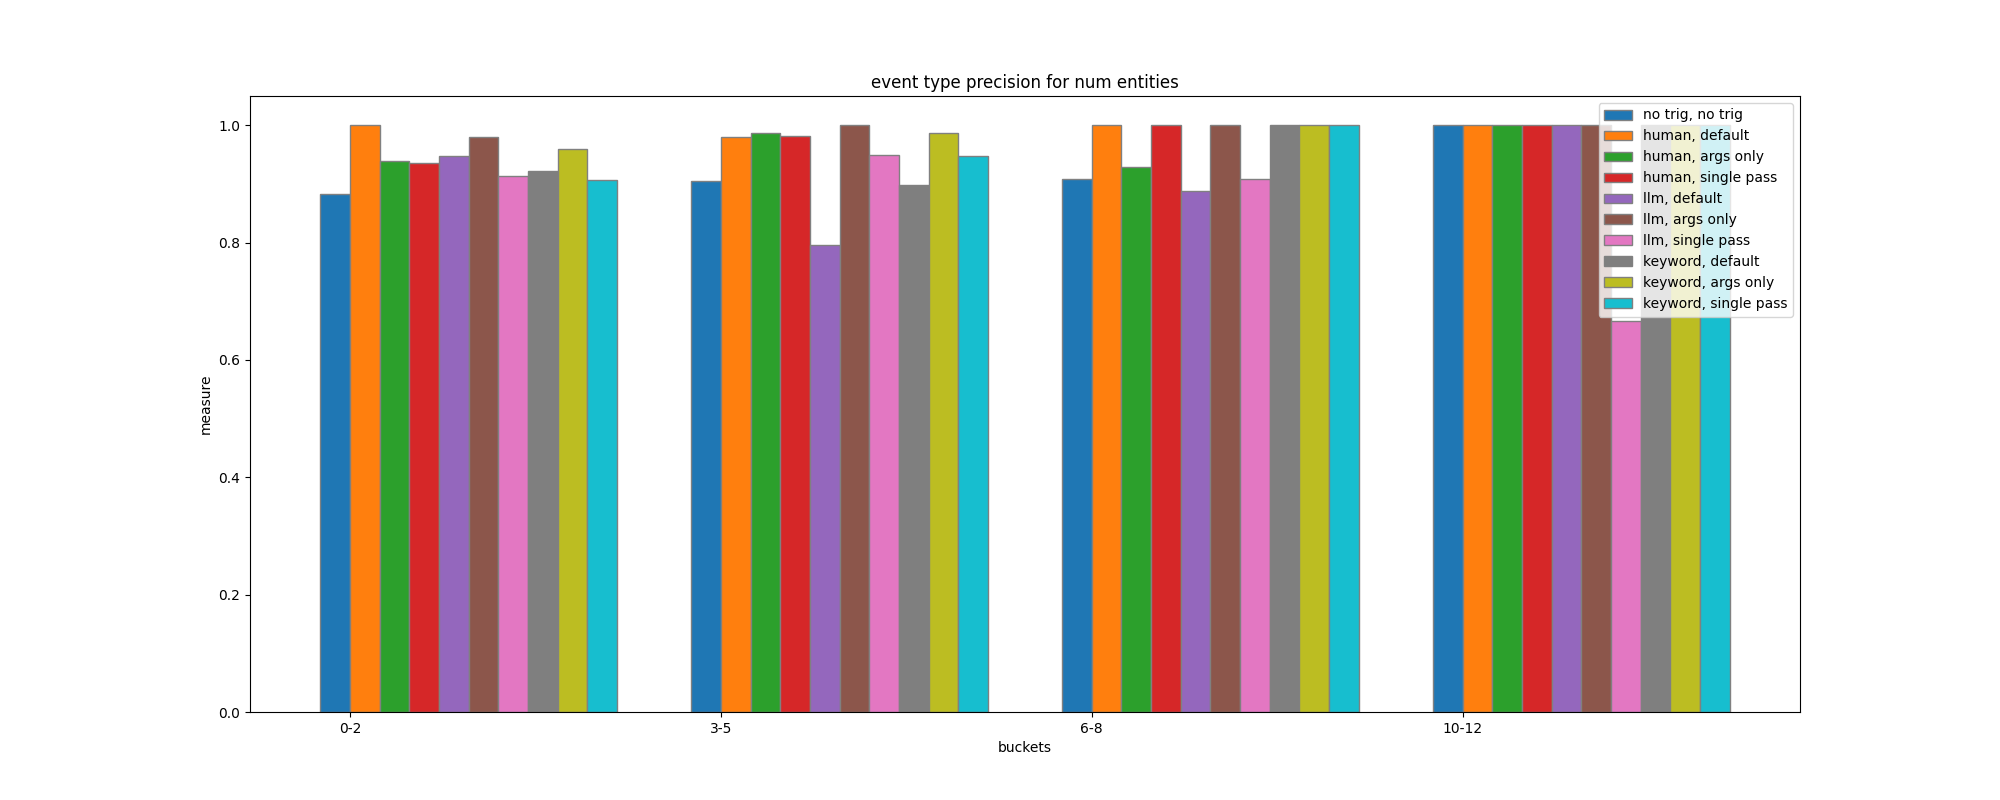 event type precision for num entities
1.0
0.8
0.6
0.4
0.2
0.0
measure
0-2
3-5
6-8
10-12
buckets
no trig, no trig
human, default
human, args only
human, single pass
llm, default
llm, args only
llm, single pass
keyword, default
keyword, args only
keyword, single pass